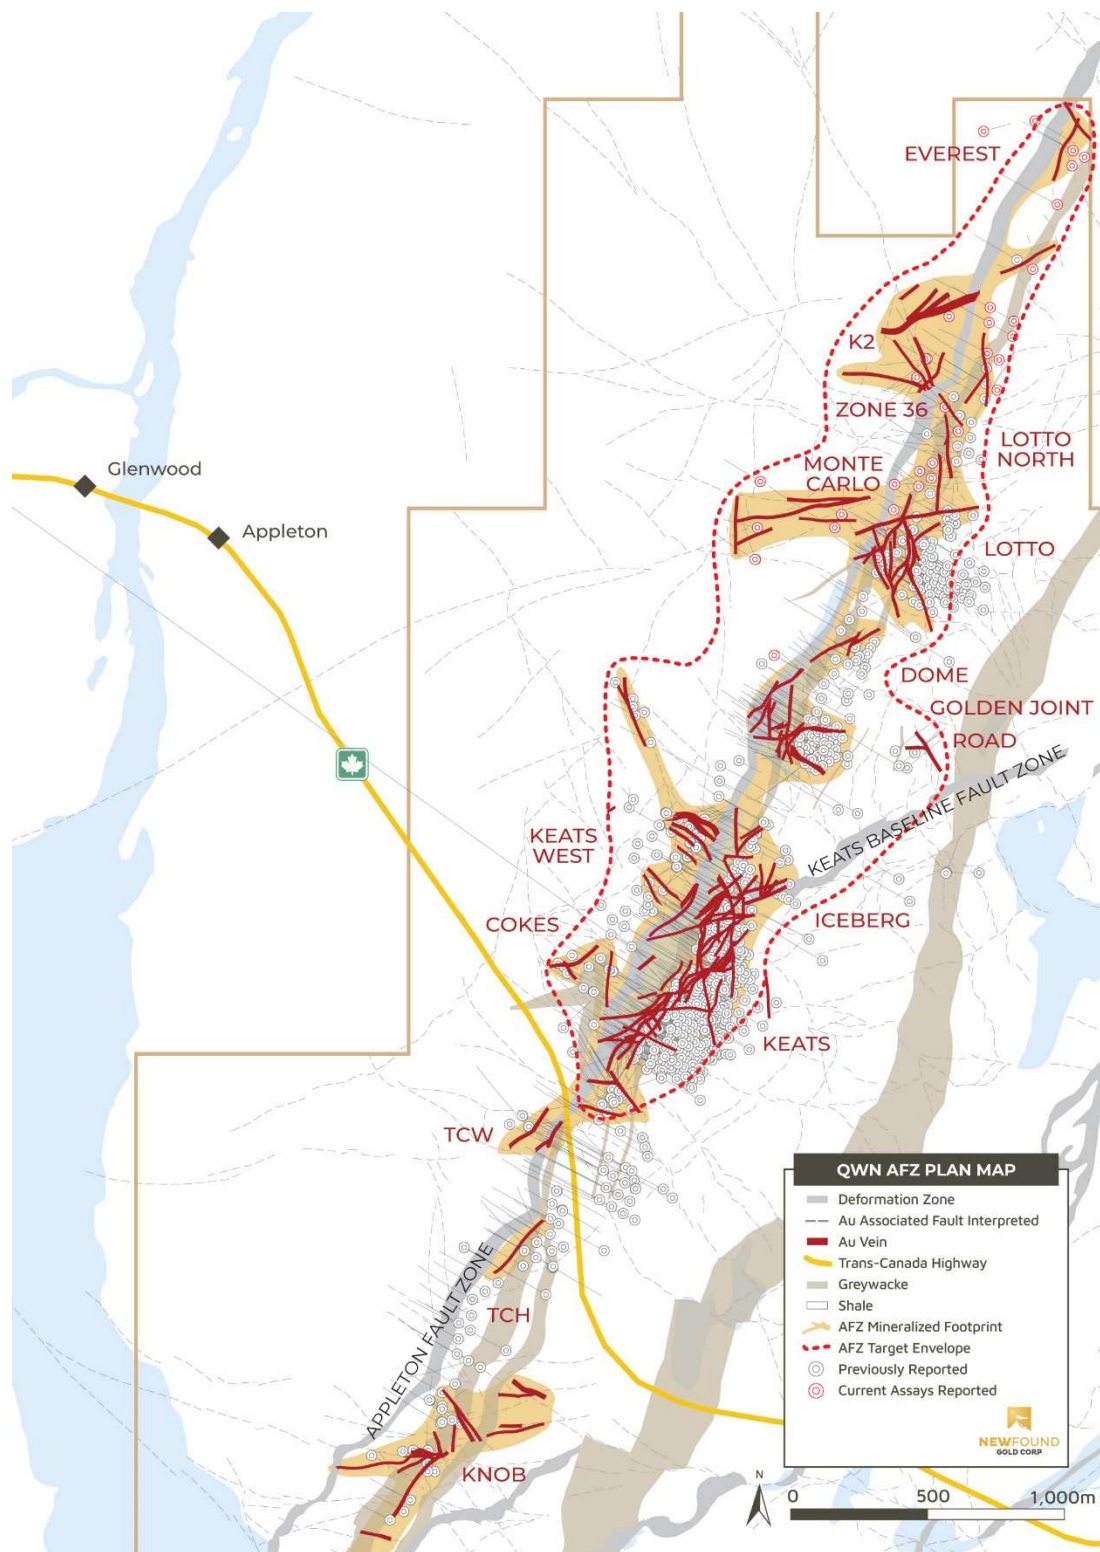 EVEREST
K2
ZONE 36
LOTTO
NORTH
MONTE
CARLO
Glenwood
Appleton
LOTTO
DOME
GOLDEN JOINT
ROAD
KEATS BASELINE FAULT ZONE
KEATS
WEST
COKES
ICEBERG
KEATS
TCW
APPLETON FAULT ZONE
TCH
KNOB
QWN AFZ PLAN MAP
Deformation Zone
Au Associated Fault Interpreted
Au Vein
Trans-Canada Highway
Greywacke
Shale
AFZ Mineralized Footprint
AFZ Target Envelope
Previously Reported
Current Assays Reported
NEWFOUND
GOLD CORP
N
0 500 1,000m